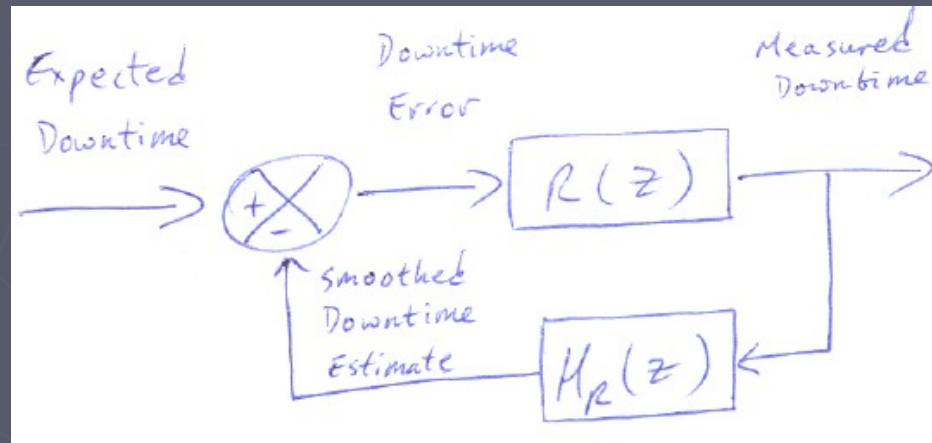 Expected
Downtime
Downtime
Error
Measured
Downtime
+
-
R(z)
Smoothed
Downtime
Estimate
H_R(z)